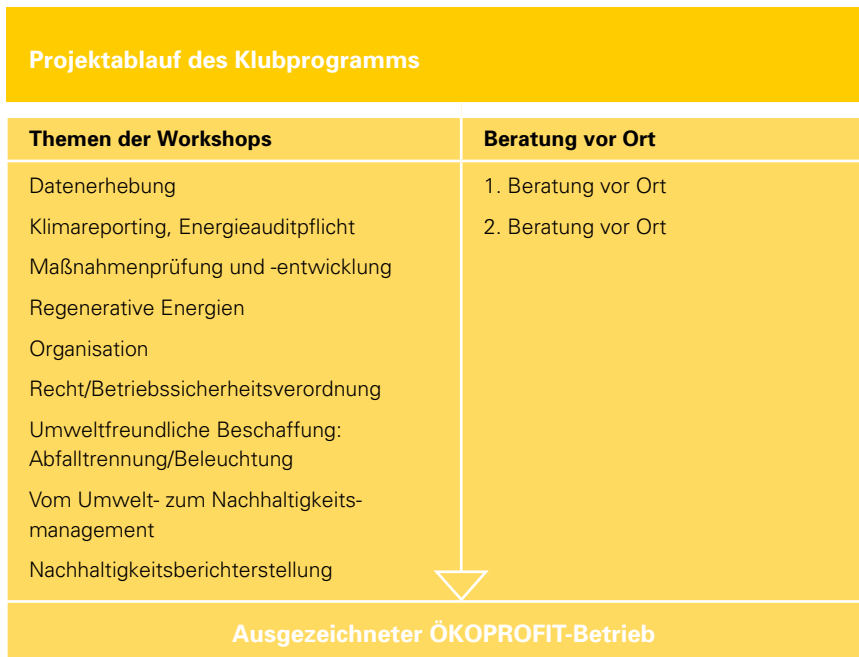 Projektablauf des Klubprogramms
Themen der Workshops
Datenerhebung
Klimareporting, Energieauditpflicht
Maßnahmenprüfung und -entwicklung
Regenerative Energien
Organisation
Recht/Betriebssicherheitsverordnung
Umweltfreundliche Beschaffung:
Abfalltrennung/Beleuchtung
Vom Umwelt- zum Nachhaltigkeits-
management
Nachhaltigkeitsberichterstellung
Beratung vor Ort
1. Beratung vor Ort
2. Beratung vor Ort
Ausgezeichneter ÖKOPROFIT-Betrieb